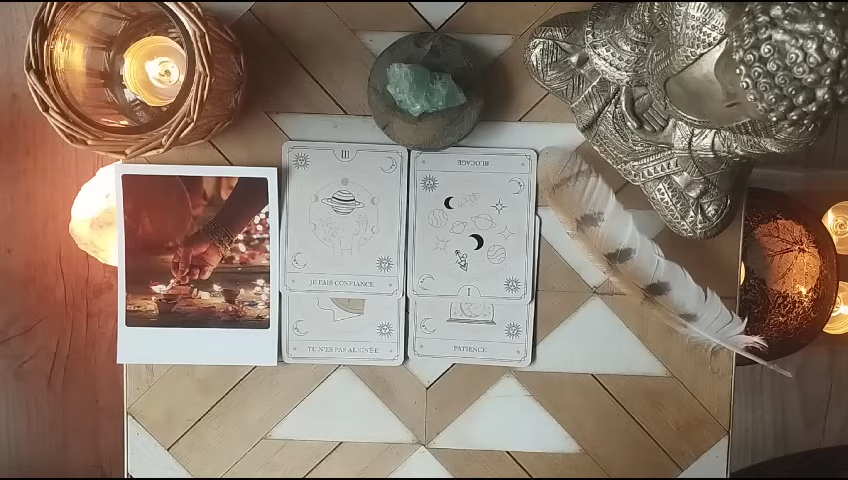 III
JE FAIS CONFIANCE
TU N'ES PAS ALIGNÉE
BLOCAGE
I
PATIENCE